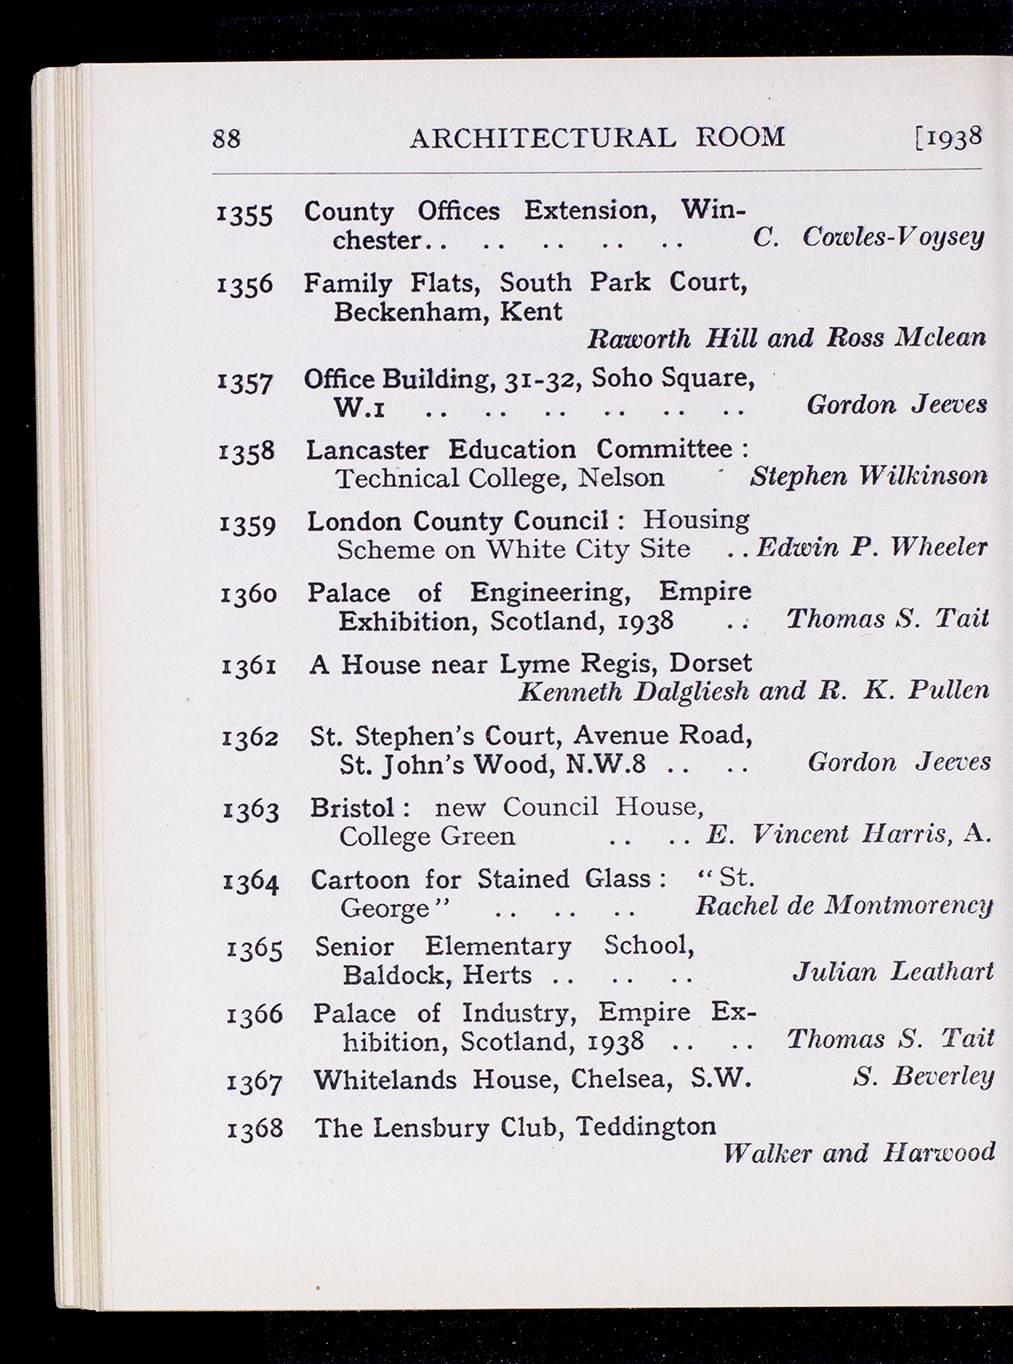 88 ARCHITECTURAL ROOM [1938
1355 County Offices Extension, Win-
chester.. .. .. .. .. C. Cowles-Voysey
1356 Family Flats, South Park Court,
Beckenham, Kent
Raworth Hill and Ross Mclean
1357 Office Building, 31-32, Soho Square,
W.1 .. .. .. .. .. .. Gordon Jeeves
1358 Lancaster Education Committee :
Technical College, Nelson Stephen Wilkinson
1359 London County Council : Housing
Scheme on White City Site .. Edwin P. Wheeler
1360 Palace of Engineering, Empire
Exhibition, Scotland, 1938 .. Thomas S. Tait
1361 A House near Lyme Regis, Dorset
Kenneth Dalgliesh and R. K. Pullen
1362 St. Stephen's Court, Avenue Road,
St. John's Wood, N.W.8 .. .. Gordon Jeeves
1363 Bristol : new Council House,
College Green .. .. E. Vincent Harris, A.
1364 Cartoon for Stained Glass : “ St.
George ” .. .. .. Rachel de Montmorency
1365 Senior Elementary School,
Baldock, Herts .. .. .. Julian Leathart
1366 Palace of Industry, Empire Ex-
hibition, Scotland, 1938 .. .. Thomas S. Tait
1367 Whitelands House, Chelsea, S.W. S. Beverley
1368 The Lensbury Club, Teddington
Walker and Harwood